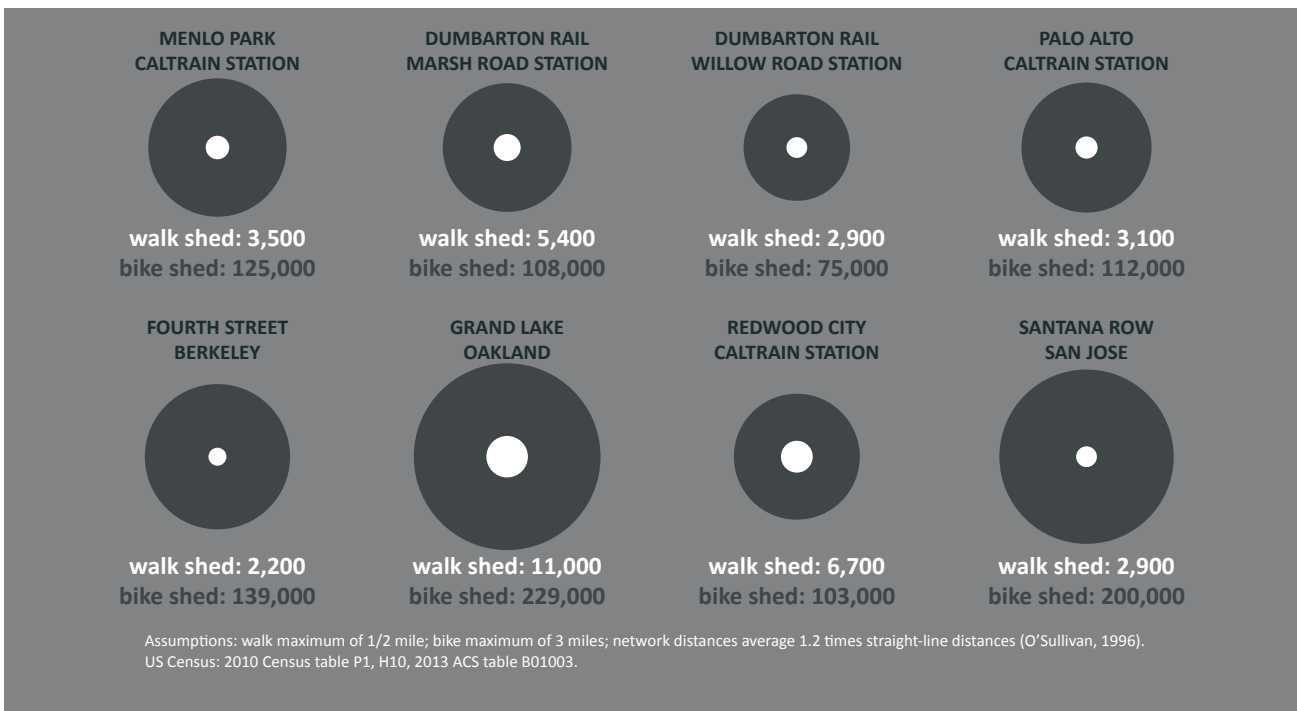 MENLO PARK
CALTRAIN STATION
walk shed: 3,500
bike shed: 125,000
DUMBARTON RAIL
MARSH ROAD STATION
walk shed: 5,400
bike shed: 108,000
DUMBARTON RAIL
WILLOW ROAD STATION
walk shed: 2,900
bike shed: 75,000
PALO ALTO
CALTRAIN STATION
walk shed: 3,100
bike shed: 112,000
FOURTH STREET
BERKELEY
walk shed: 2,200
bike shed: 139,000
GRAND LAKE
OAKLAND
walk shed: 11,000
bike shed: 229,000
REDWOOD CITY
CALTRAIN STATION
walk shed: 6,700
bike shed: 103,000
SANTANA ROW
SAN JOSE
walk shed: 2,900
bike shed: 200,000
Assumptions: walk maximum of 1/2 mile; bike maximum of 3 miles; network distances average 1.2 times straight-line distances (O’Sullivan, 1996).
US Census: 2010 Census table P1, H10, 2013 ACS table B01003.